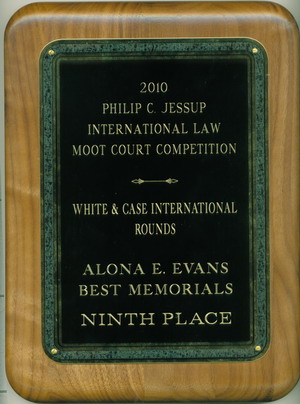 2010
PHILIP C. JESSUP
INTERNATIONAL LAW
MOOT COURT COMPETITION
WHITE & CASE INTERNATIONAL
ROUNDS
ALONA E. EVANS
BEST MEMORIALS
NINTH PLACE